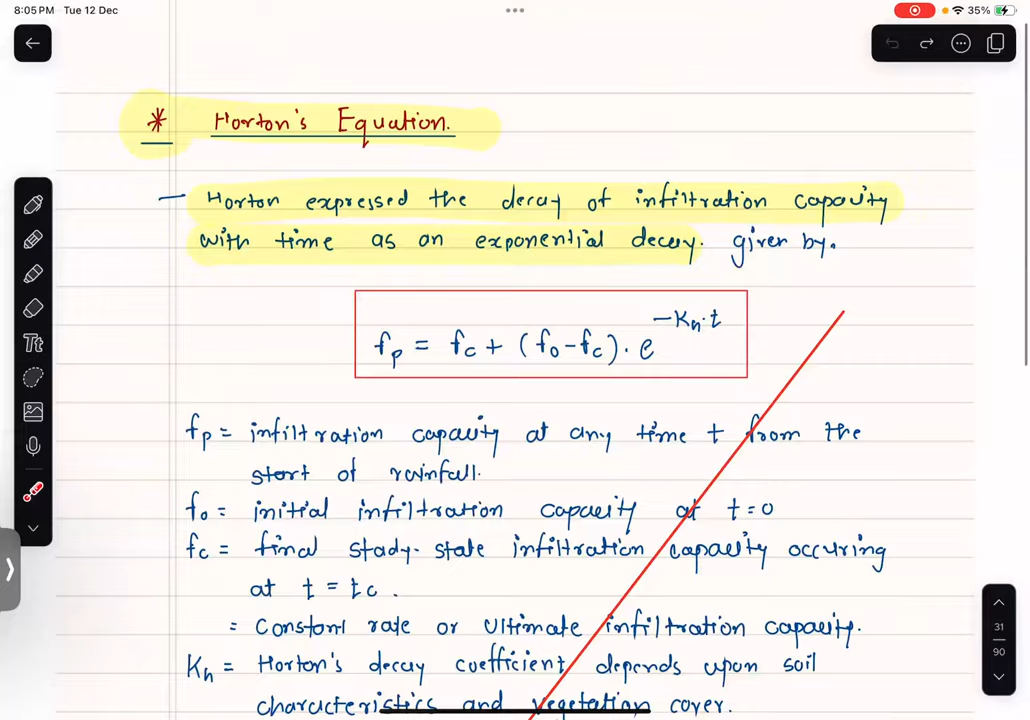 8:05 PM Tue 12 Dec
35%
* Horton's Equation.
— Horton expressed the decay of infiltration capacity
with time as an exponential decay. given by.
fp = fc + (fo-fc). e^-Kh.t
fp = infiltration capacity at any time t from the
start of rainfall.
fo = initial infiltration capacity at t=0
fc = final stady-state infiltration capacity occuring
at t = tc.
= constant rate or ultimate infiltration capacity.
Kh = Horton's decay coefficient depends upon soil
characteristics and vegetation cover.
Tt
31
90